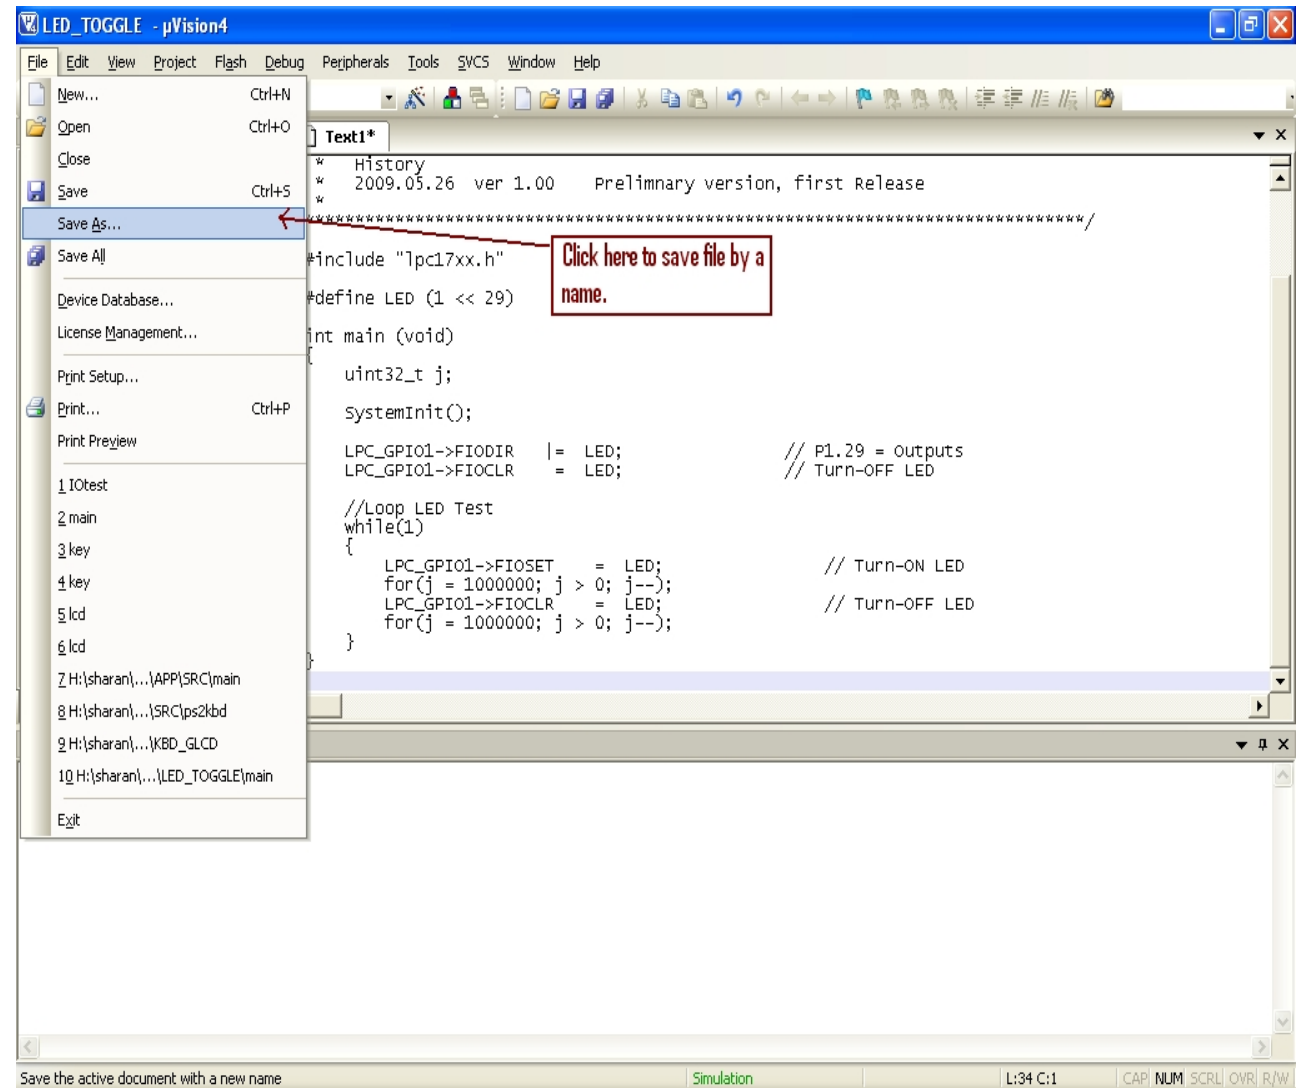 LED_TOGGLE - µVision4
File Edit View Project Flash Debug Peripherals Tools SVCS Window Help
New... Ctrl+N
Open Ctrl+O
Close
Save Ctrl+S
Save As...
Save All
Device Database...
License Management...
Print Setup...
Print... Ctrl+P
Print Preview
1 IOtest
2 main
3 key
4 key
5 lcd
6 lcd
7 H:\sharan\...\APP\SRC\main
8 H:\sharan\...\SRC\ps2kbd
9 H:\sharan\...\KBD_GLCD
10 H:\sharan\...\LED_TOGGLE\main
Exit
Text1*
* History
* 2009.05.26 ver 1.00 Prelimnary version, first Release
*
******************************************************************************/
#include "lpc17xx.h"
#define LED (1 << 29)
int main (void)
{
uint32_t j;
SystemInit();
LPC_GPIO1->FIODIR |= LED; // P1.29 = Outputs
LPC_GPIO1->FIOCLR = LED; // Turn-OFF LED
//Loop LED Test
while(1)
{
LPC_GPIO1->FIOSET = LED; // Turn-ON LED
for(j = 1000000; j > 0; j--);
LPC_GPIO1->FIOCLR = LED; // Turn-OFF LED
for(j = 1000000; j > 0; j--);
}
}
Click here to save file by a
name.
Save the active document with a new name Simulation L:34 C:1 CAP NUM SCRL OVR R/W